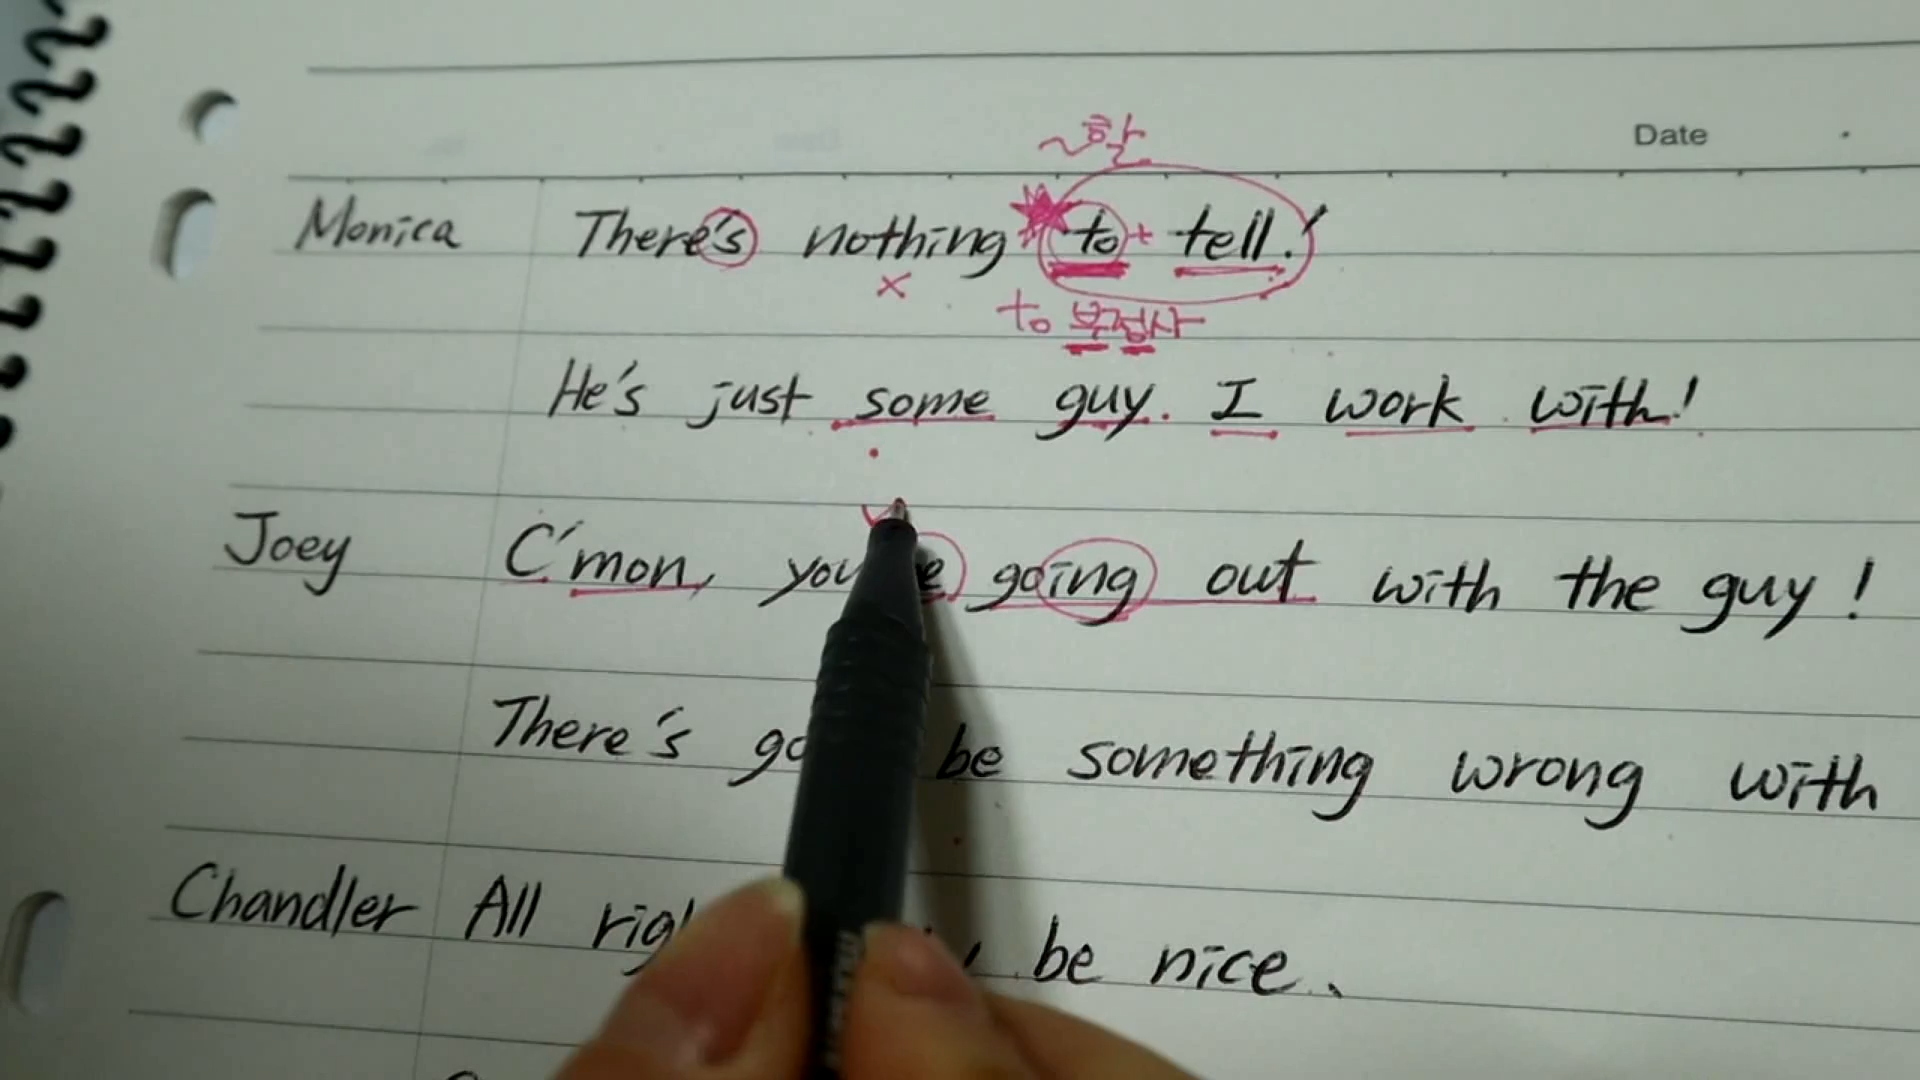 Date
~할
Monica There's nothing to + tell!
x
to 부정사
He's just some guy. I work with!
Joey C'mon, going out with the guy!
There's be something wrong with
Chandler All be nice.